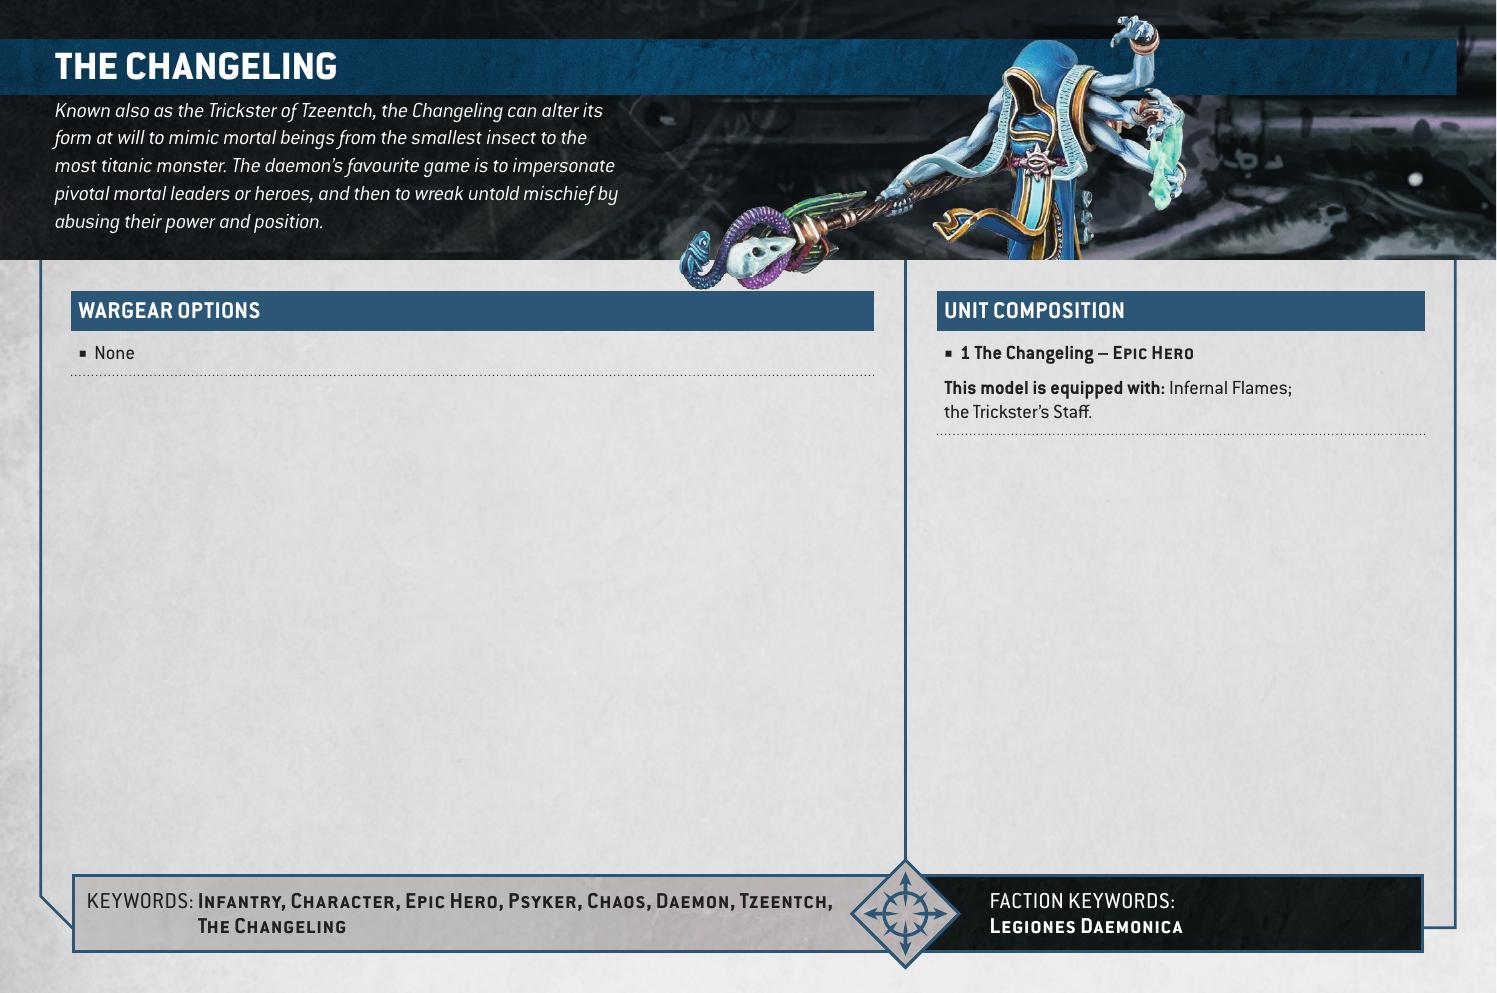 THE CHANGELING
Known also as the Trickster of Tzeentch, the Changeling can alter its
form at will to mimic mortal beings from the smallest insect to the
most titanic monster. The daemon's favourite game is to impersonate
pivotal mortal leaders or heroes, and then to wreak untold mischief by
abusing their power and position.
WARGEAR OPTIONS
▪ None
UNIT COMPOSITION
▪ 1 The Changeling – Epic Hero
This model is equipped with: Infernal Flames;
the Trickster's Staff.
KEYWORDS: Infantry, Character, Epic Hero, Psyker, Chaos, Daemon, Tzeentch,
The Changeling
FACTION KEYWORDS:
Legiones Daemonica